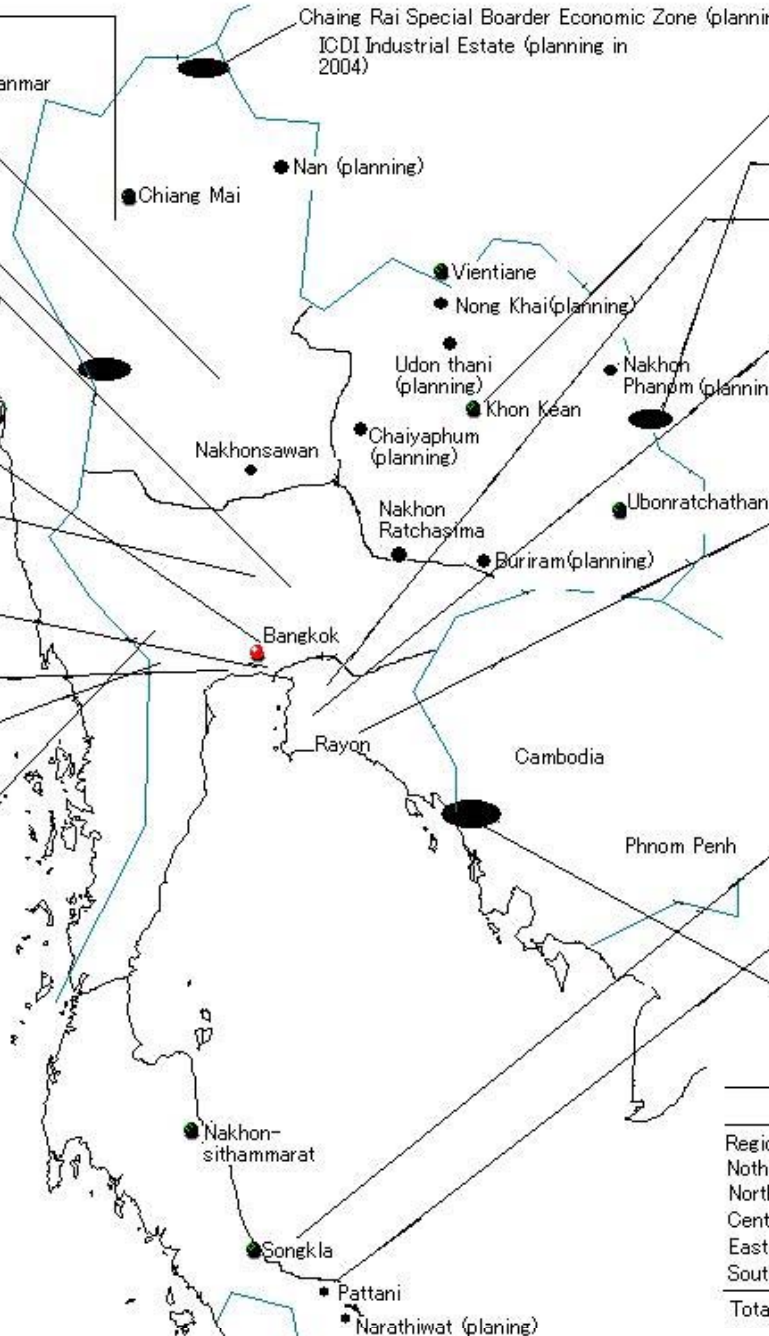 Chaing Rai Special Boarder Economic Zone (plannin
ICDI Industrial Estate (planning in
2004)
anmar
Nan (planning)
Chiang Mai
Vientiane
Nong Khai(planning)
Udon thani
(planning)
Nakhon
Phanom (plannin
Khon Kean
Chaiyaphum
(planning)
Nakhonsawan
Nakhon
Ratchasima
Ubonratchathan
Buriram(planning)
Bangkok
Rayon
Cambodia
Phnom Penh
Nakhon-
sithammarat
Songkla
Pattani
Narathiwat (planing)
Regio
Noth
North
Cent
East
Sout
Tota